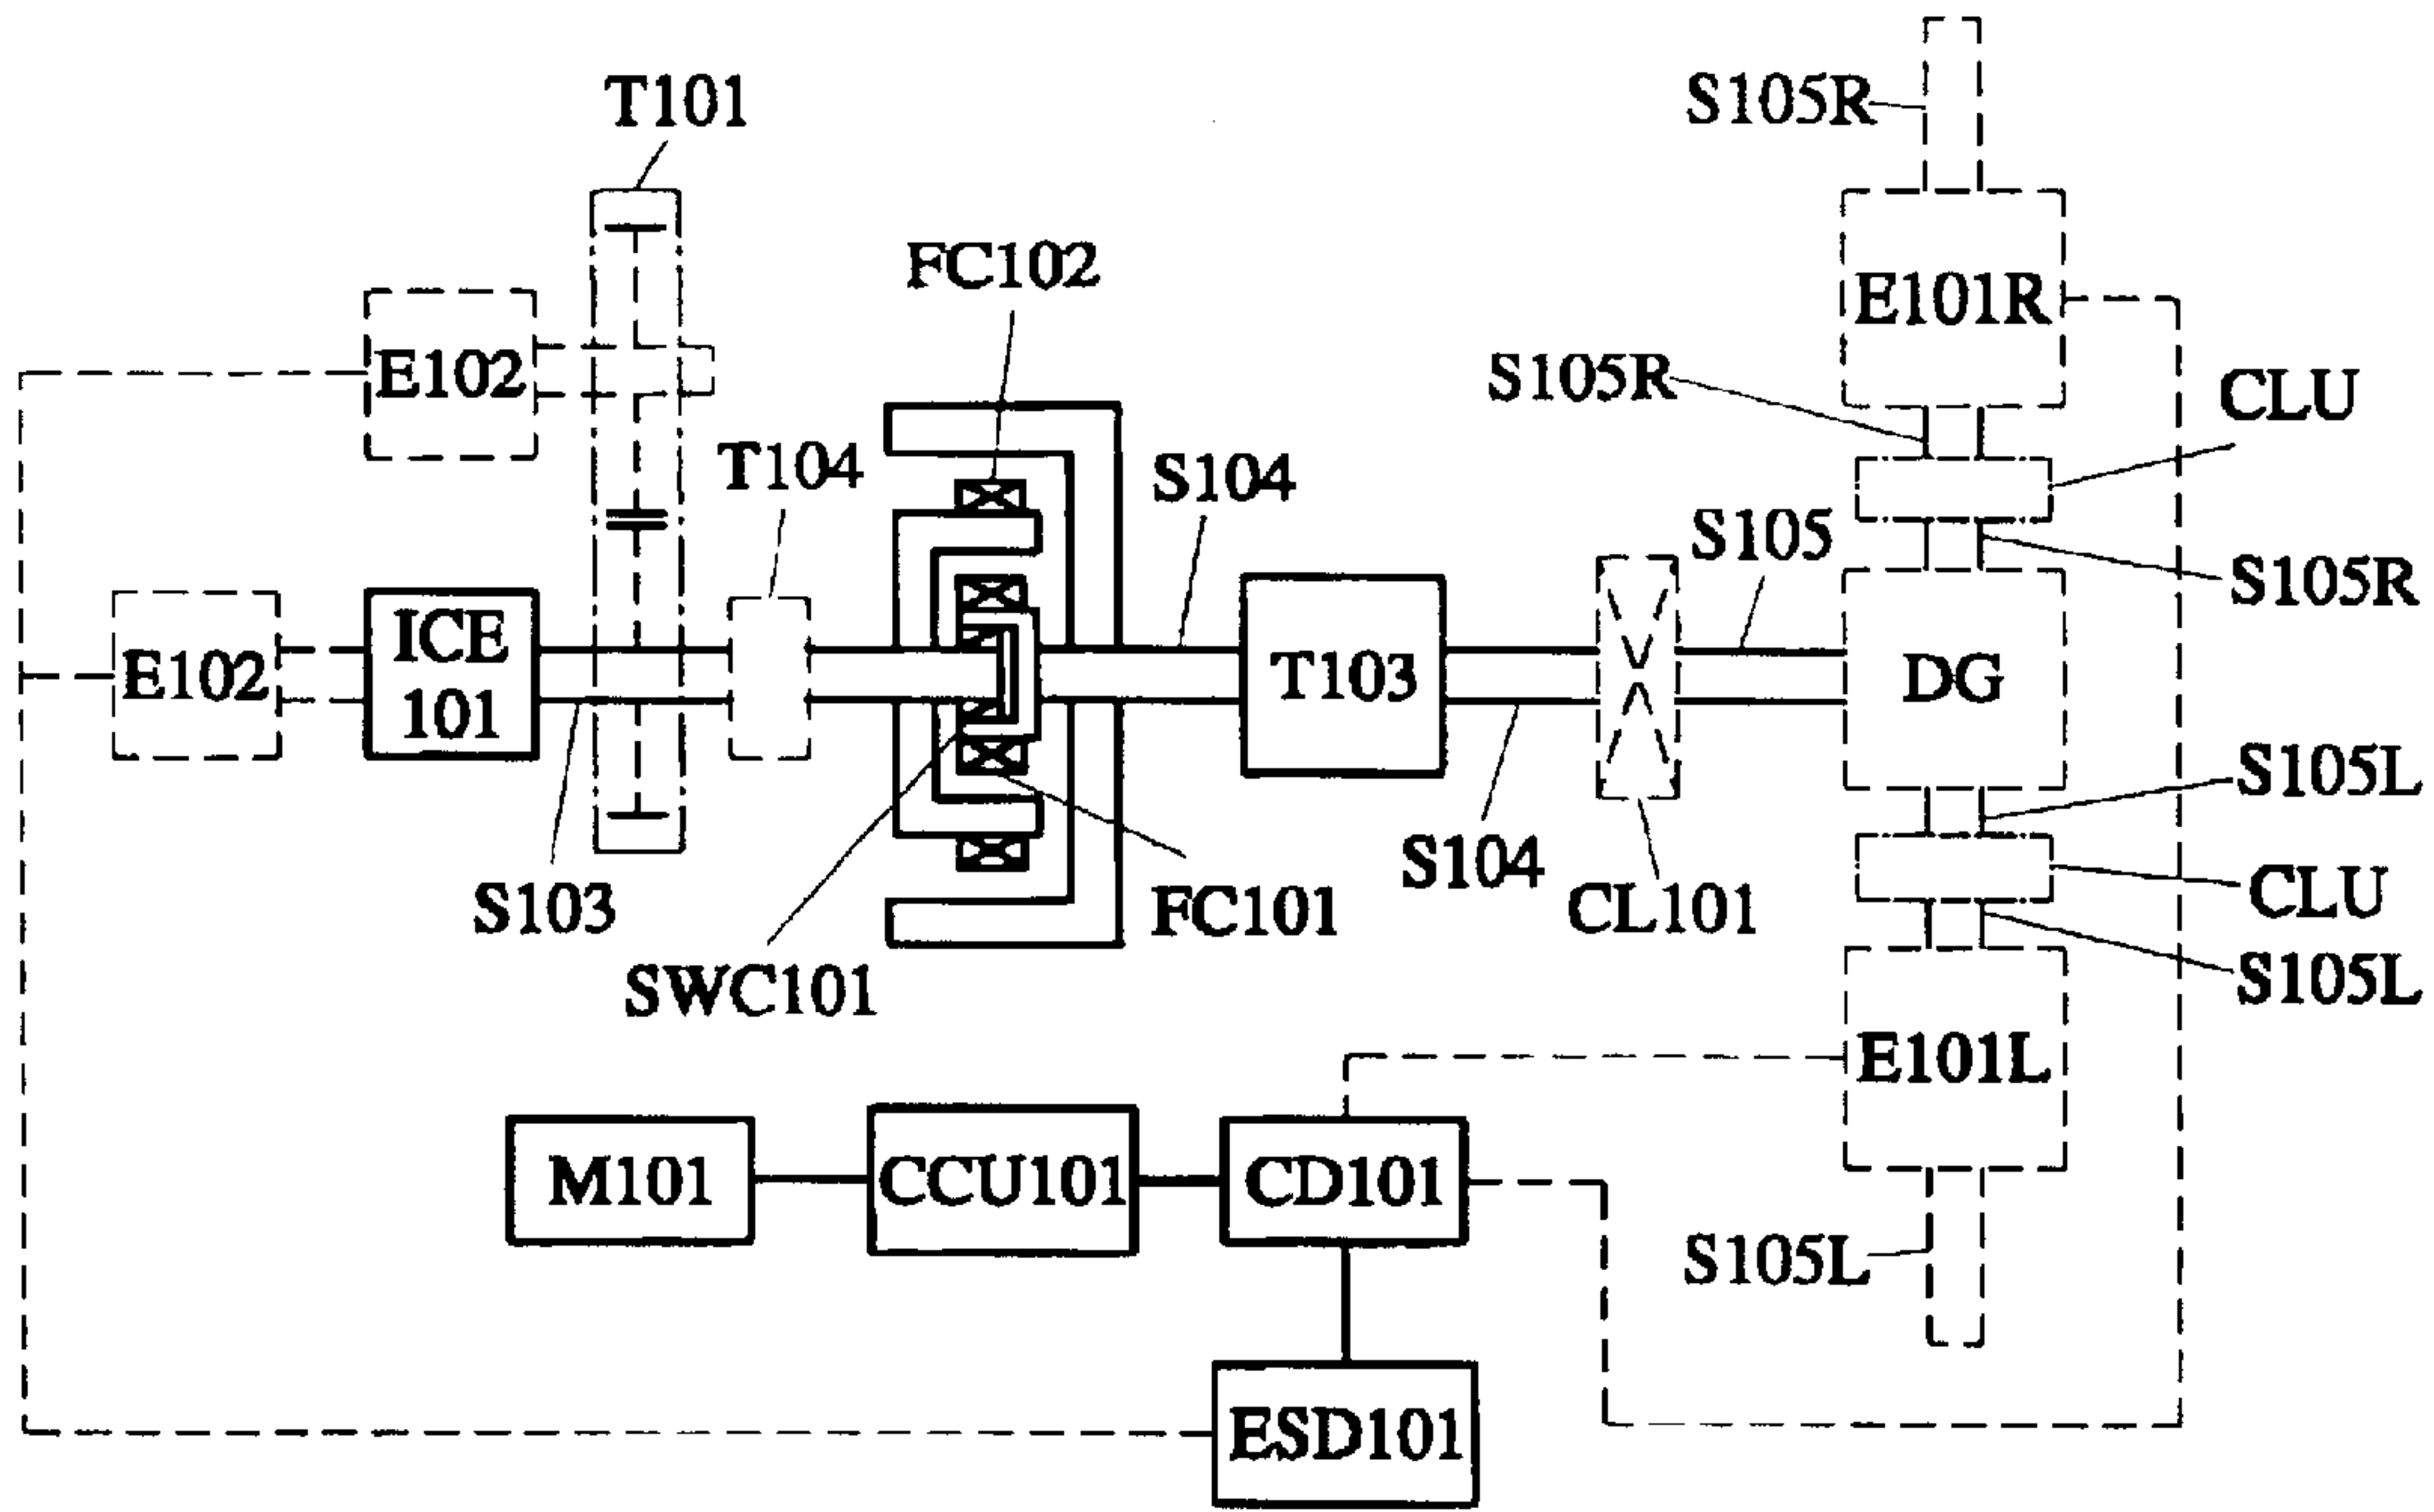 S105R
T101
FC102
E101R
E102
S105R
CLU
T104
S104
S105
S105R
ICE
101
E102
T103
DG
S105L
S103
FC101
S104
CL101
CLU
SWC101
S105L
E101L
M101
CCU101
CD101
S105L
ESD101